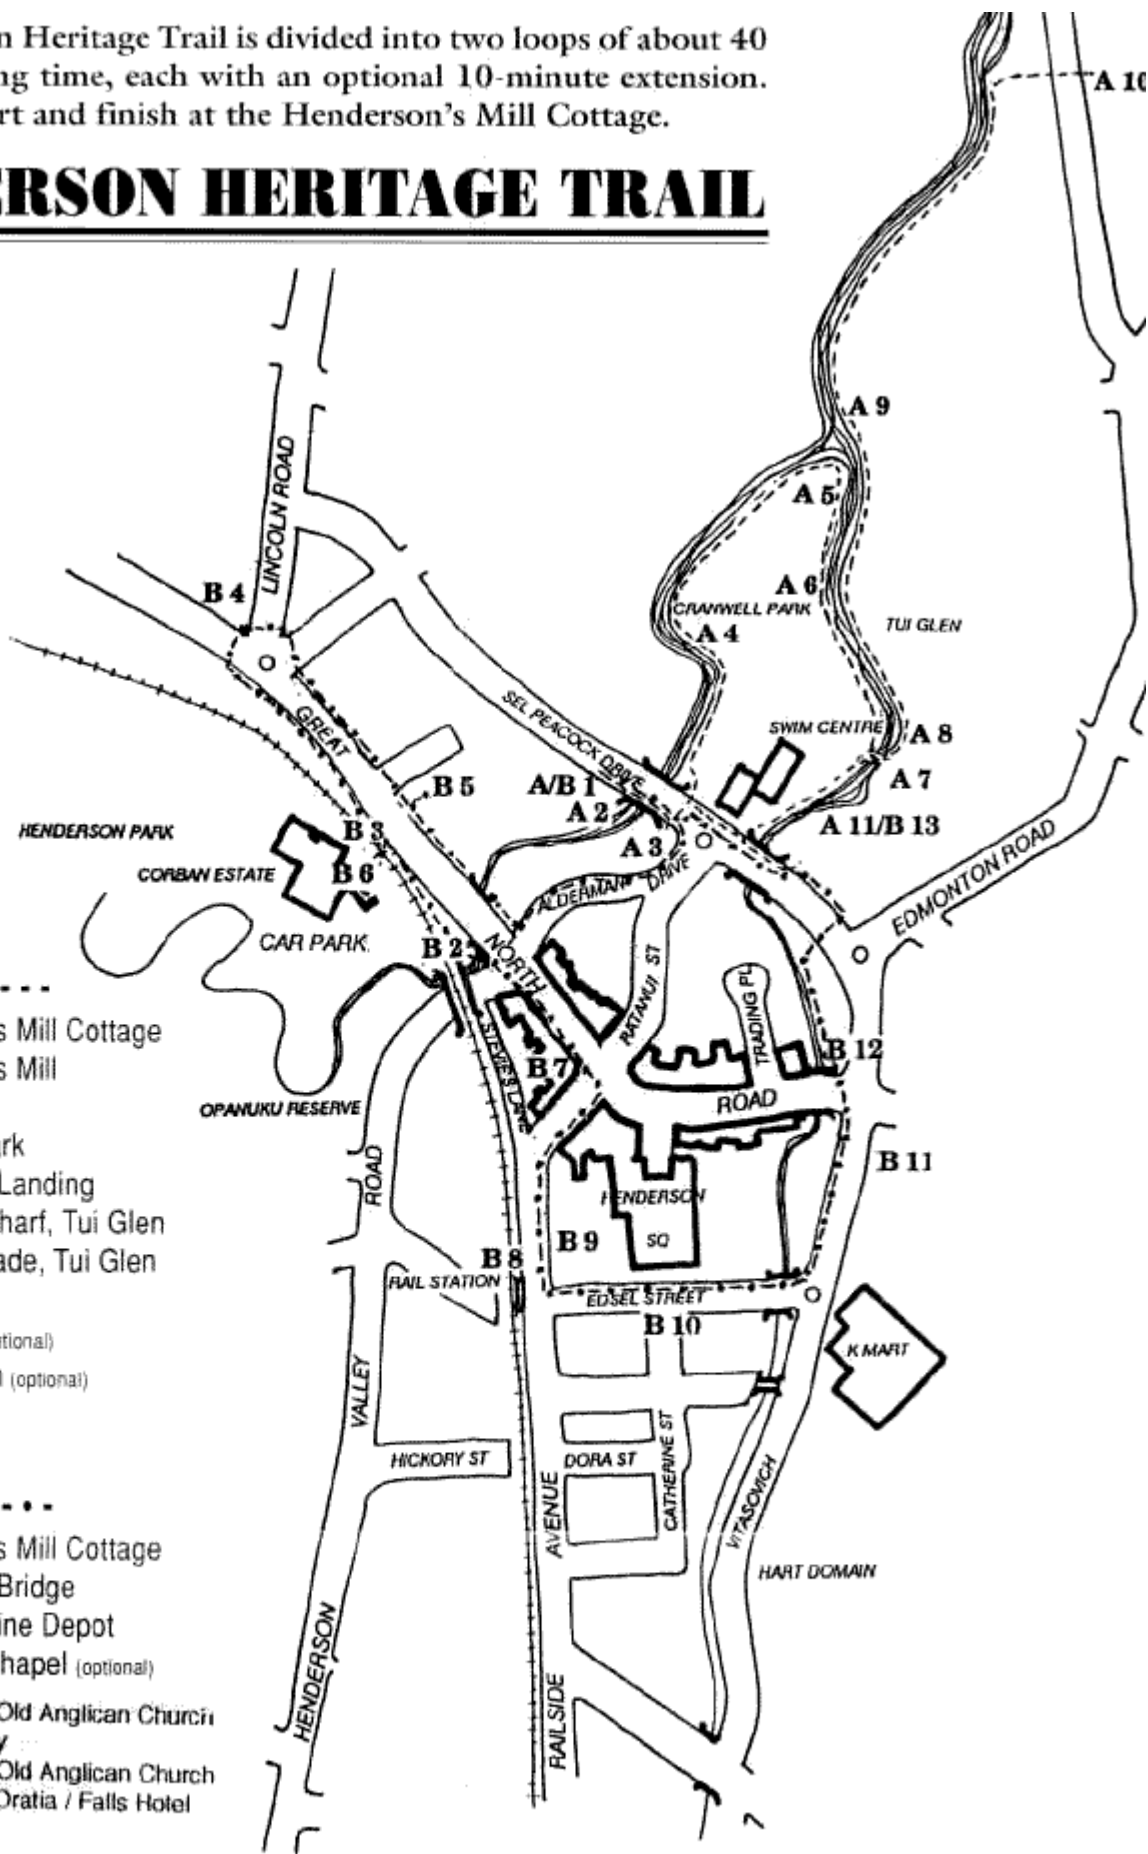 n Heritage Trail is divided into two loops of about 40
ng time, each with an optional 10-minute extension.
rt and finish at the Henderson's Mill Cottage.
ERSON HERITAGE TRAIL
A 10
A 9
LINCOLN ROAD
A 5
B 4
A 6
CRANWELL PARK
TUI GLEN
A 4
SEL PEACOCK DRIVE
GREAT
SWIM CENTRE
A 8
B 5
A/B 1
A 7
A 2
HENDERSON PARK
B 3
A 11/B 13
A 3
CORBAN ESTATE
B 6
ALDERMAN DRIVE
EDMONTON ROAD
CAR PARK
B 2
NORTH
RATANUI ST
TRADING PL
s Mill Cottage
STEVIE'S LANE
B 12
s Mill
B 7
ROAD
OPANUKU RESERVE
rk
ROAD
B 11
Landing
HENDERSON
harf, Tui Glen
B 9
SQ
ade, Tui Glen
B 8
RAIL STATION
EDSEL STREET
B 10
tional)
K MART
l (optional)
VALLEY
HICKORY ST
DORA ST
CATHERINE ST
AVENUE
VITASOVICH
s Mill Cottage
HART DOMAIN
Bridge
ine Depot
HENDERSON
hapel (optional)
RAILSIDE
Old Anglican Church
y
Old Anglican Church
Oratia / Falls Hotel